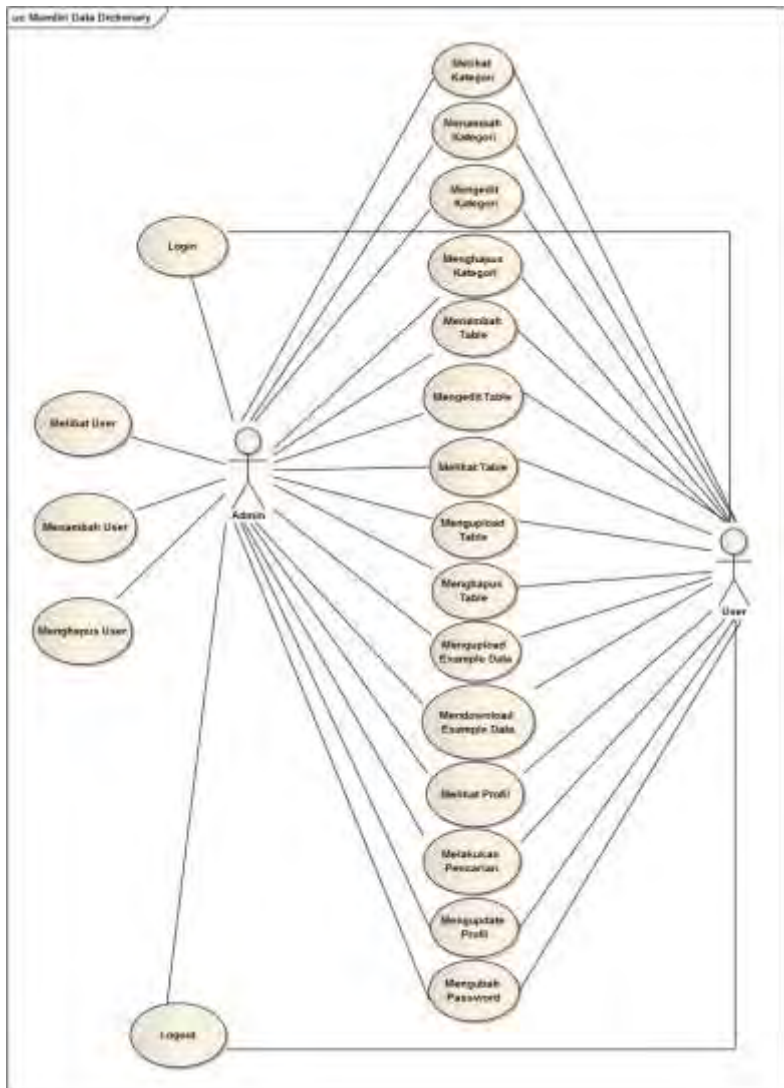 uc Mandiri Data Dictionary
Melihat
Kategori
Menambah
Kategori
Mengedit
Kategori
Login
Menghapus
Kategori
Menambah
Table
Mengedit Table
Melihat User
Melihat Table
Admin
Menambah User
Mengupload
Table
Menghapus
Table
User
Menghapus User
Mengupload
Example Data
Mendownload
Example Data
Melihat Profil
Melakukan
Pencarian
Mengupdate
Profil
Mengubah
Password
Logout